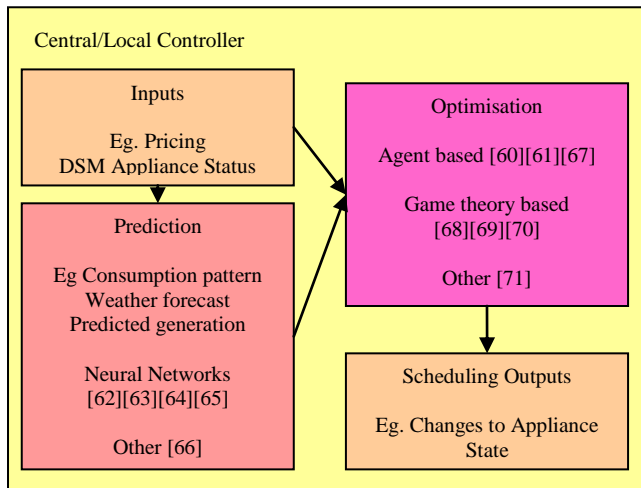 Central/Local Controller
Inputs
Eg. Pricing
DSM Appliance Status
Prediction
Eg Consumption pattern
Weather forecast
Predicted generation
Neural Networks
[62][63][64][65]
Other [66]
Optimisation
Agent based [60][61][67]
Game theory based
[68][69][70]
Other [71]
Scheduling Outputs
Eg. Changes to Appliance
State